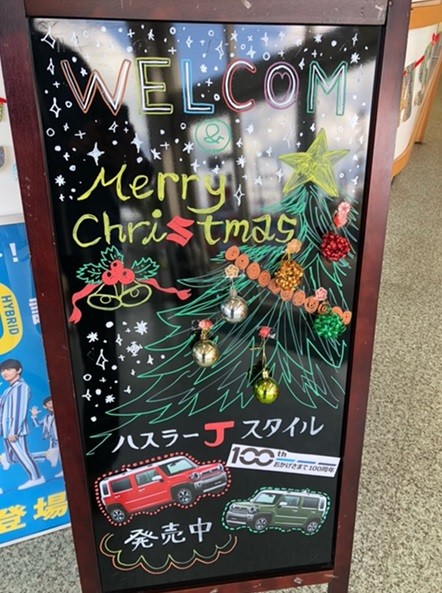 WELCOM
&
Merry
Christmas
ハスラー J スタイル
100th
おかげさまで100周年
発売中
HYBRID
登場